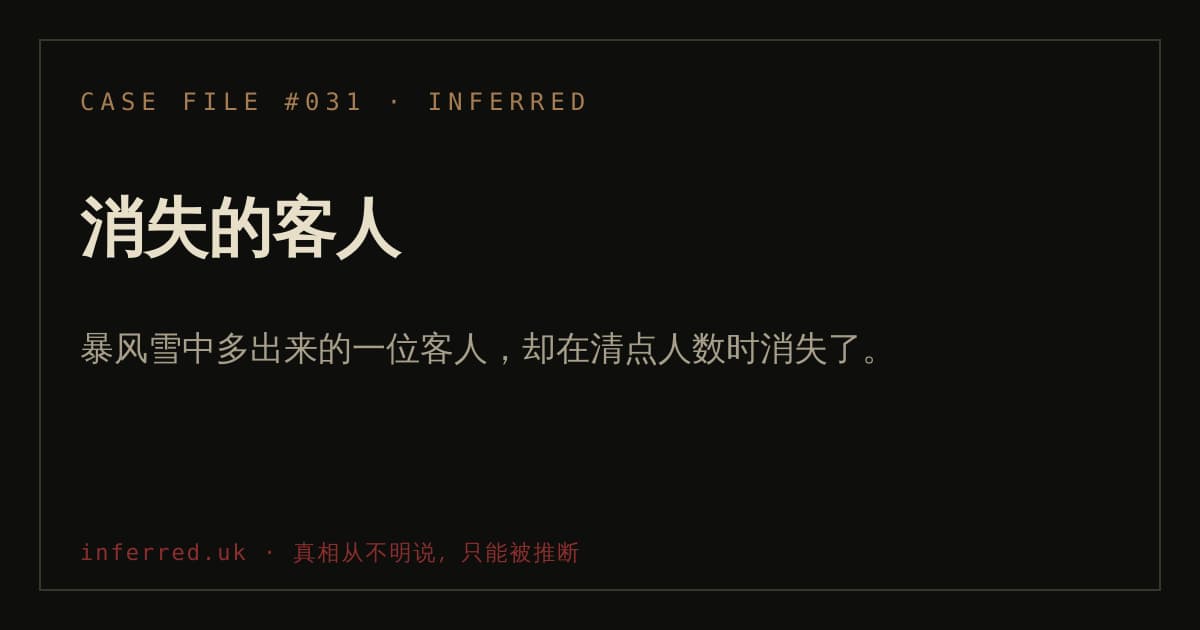 CASE FILE #031 · INFERRED
消失的客人
暴风雪中多出来的一位客人，却在清点人数时消失了。
inferred.uk · 真相从不明说，只能被推断